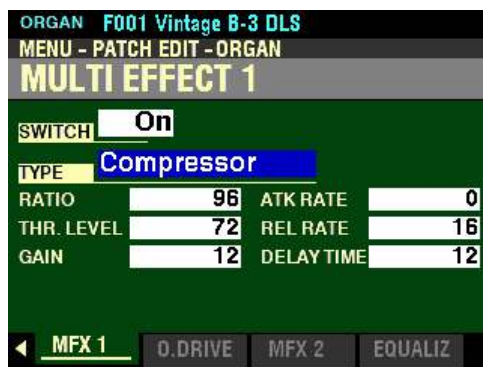 ORGAN F001 Vintage B-3 DLS
MENU - PATCH EDIT - ORGAN
MULTI EFFECT 1
SWITCH On
TYPE Compressor
RATIO 96 ATK RATE 0
THR. LEVEL 72 REL RATE 16
GAIN 12 DELAY TIME 12
MFX 1 O.DRIVE MFX 2 EQUALIZ